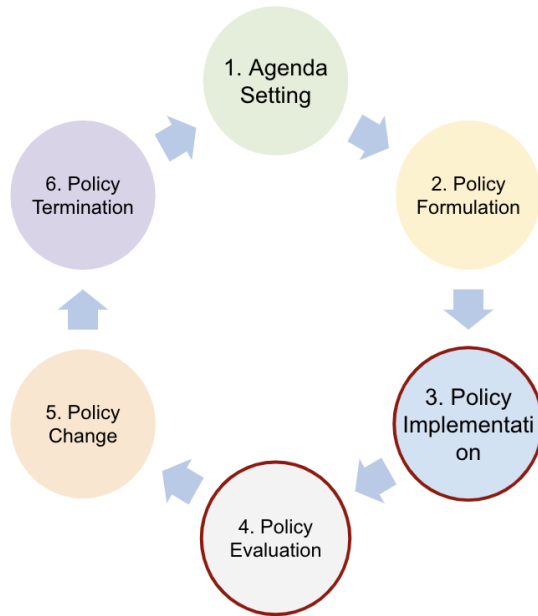 1. Agenda
Setting
2. Policy
Formulation
3. Policy
Implementati
on
4. Policy
Evaluation
5. Policy
Change
6. Policy
Termination